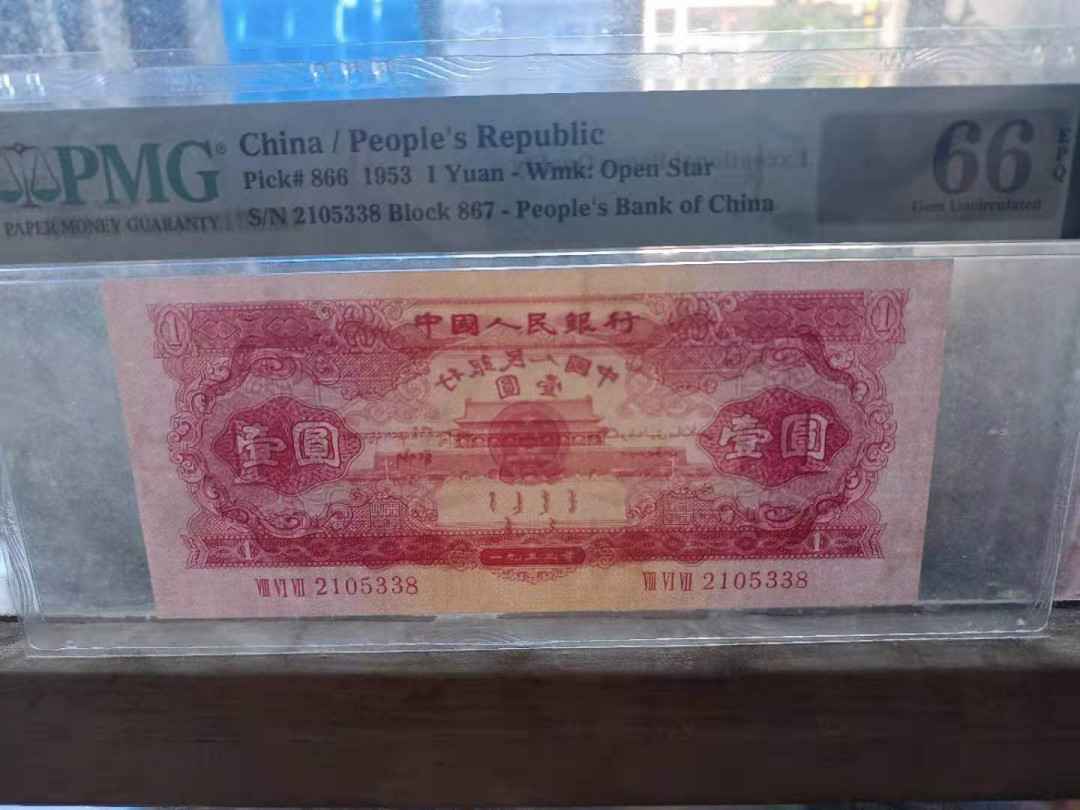 PMG®
PAPER MONEY GUARANTY
China / People's Republic
Pick# 866 1953 1 Yuan - Wmk: Open Star
S/N 2105338 Block 867 - People's Bank of China
66
EPQ
Gem Uncirculated
1
中國人民銀行
1
中國人民銀行
壹圓
壹圓
壹圓
1
一九五三年
1
VIII VI VII 2105338
VIII VI VII 2105338